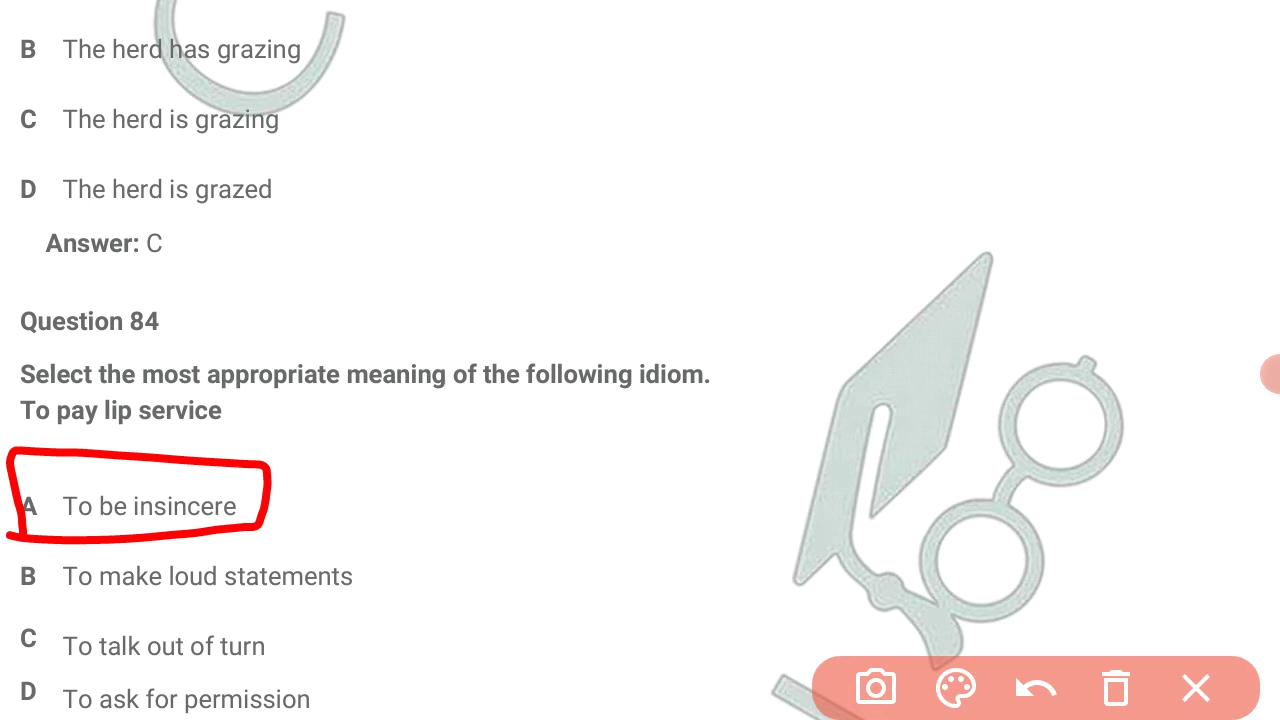 B The herd has grazing
C The herd is grazing
D The herd is grazed
Answer: C
Question 84
Select the most appropriate meaning of the following idiom.
To pay lip service
A To be insincere
B To make loud statements
C To talk out of turn
D To ask for permission